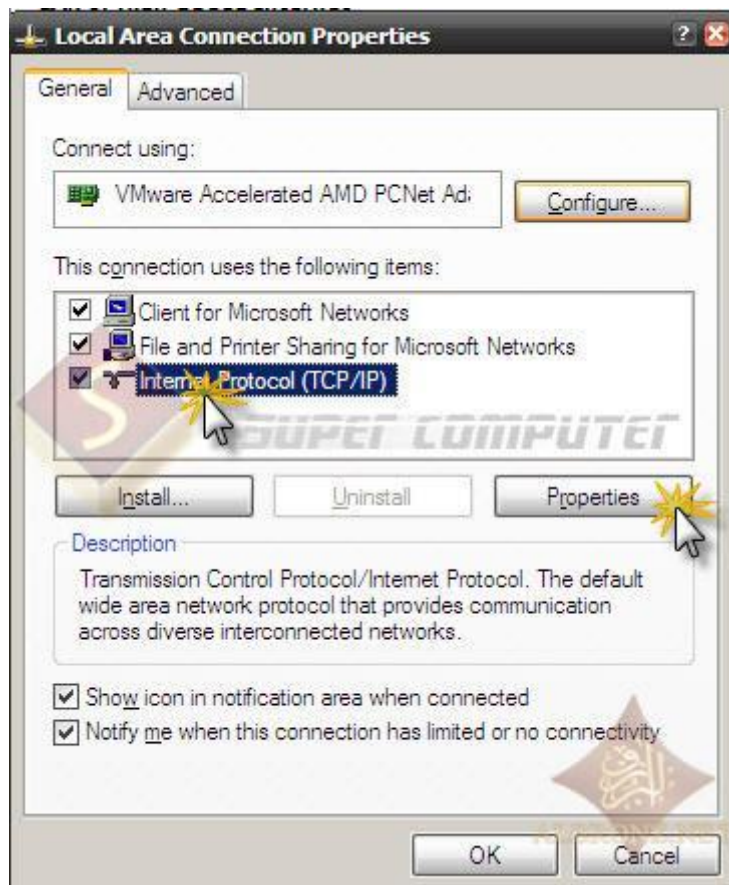 Local Area Connection Properties
General
Advanced
Connect using:
VMware Accelerated AMD PCNet Ada
Configure...
This connection uses the following items:
Client for Microsoft Networks
File and Printer Sharing for Microsoft Networks
Internet Protocol (TCP/IP)
SUPER COMPUTER
Install...
Uninstall
Properties
Description
Transmission Control Protocol/Internet Protocol. The default
wide area network protocol that provides communication
across diverse interconnected networks.
Show icon in notification area when connected
Notify me when this connection has limited or no connectivity
OK
Cancel